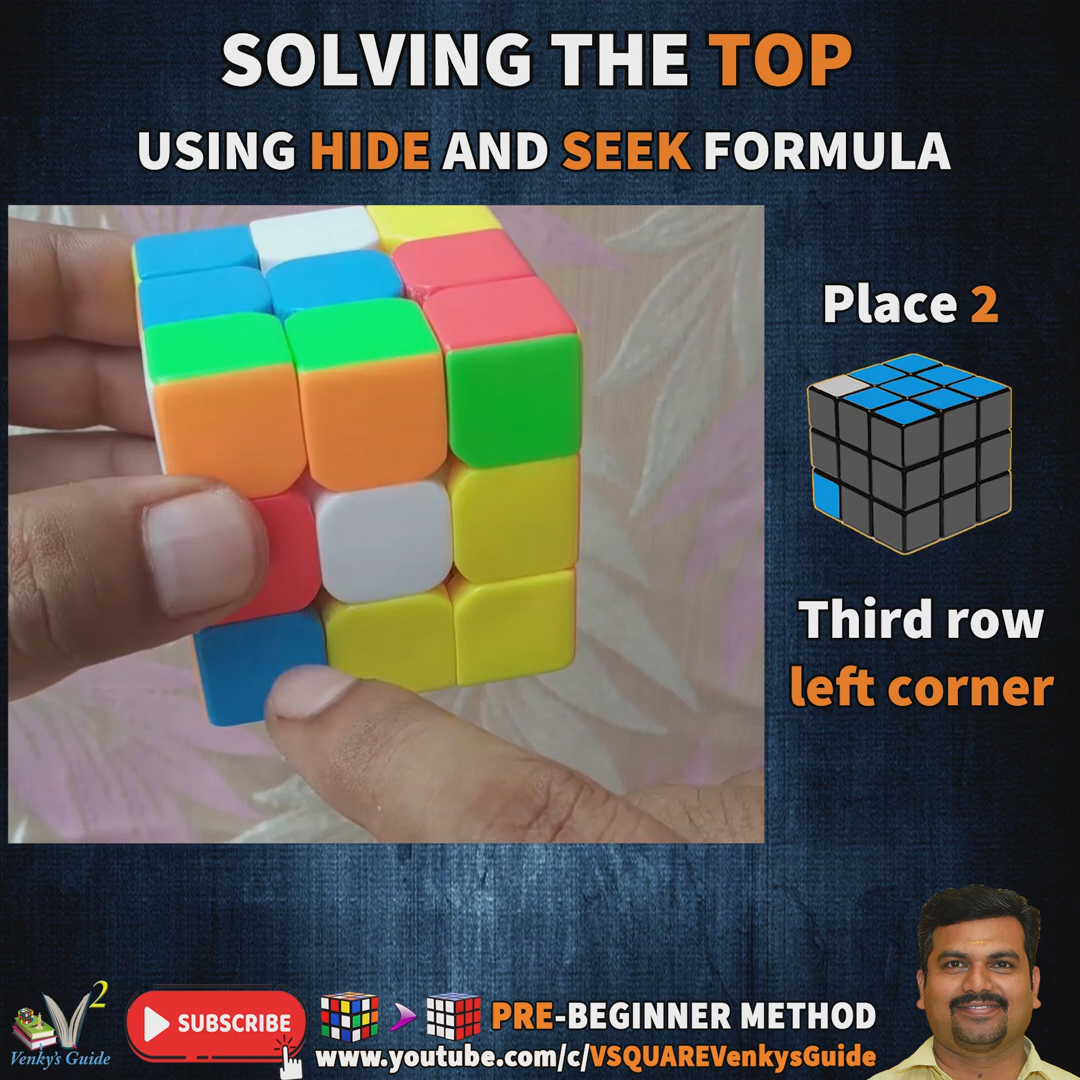 SOLVING THE TOP
USING HIDE AND SEEK FORMULA
Place 2
Third row
left corner
V2
Venky's Guide
SUBSCRIBE
PRE-BEGINNER METHOD
www.youtube.com/c/VSQUAREVenkysGuide